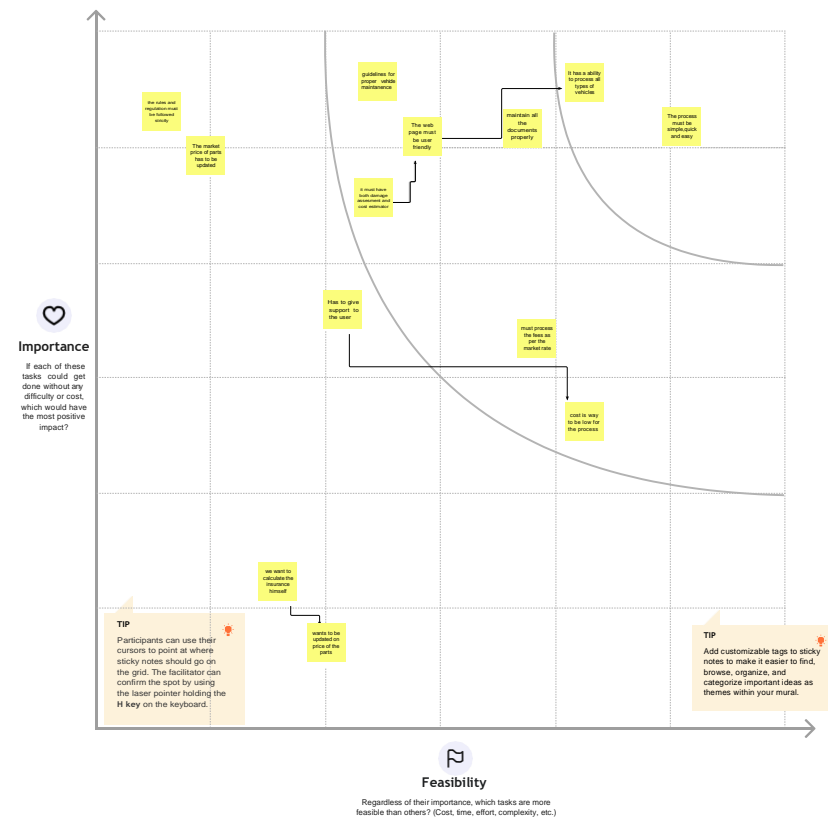 guidelines for
proper vehicle
maintanence
It has a ability
to process all
types of
vehicles
the rules and
regulation must
be followed
strictly
The market
price of parts
has to be
updated
The web
page must
be user
friendly
maintain all
the
documents
properly
The process
must be
simple,quick
and easy
it must have
both damage
assesment and
cost estimator
Has to give
support to
the user
must process
the fees as
per the
market rate
cost is way
to be low for
the process
Importance
If each of these
tasks could get
done without any
difficulty or cost,
which would have
the most positive
impact?
we want to
calculate the
insurance
himself
wants to be
updated on
price of the
parts
TIP
Participants can use their
cursors to point at where
sticky notes should go on
the grid. The facilitator can
confirm the spot by using
the laser pointer holding the
H key on the keyboard.
TIP
Add customizable tags to sticky
notes to make it easier to find,
browse, organize, and
categorize important ideas as
themes within your mural.
Feasibility
Regardless of their importance, which tasks are more
feasible than others? (Cost, time, effort, complexity, etc.)